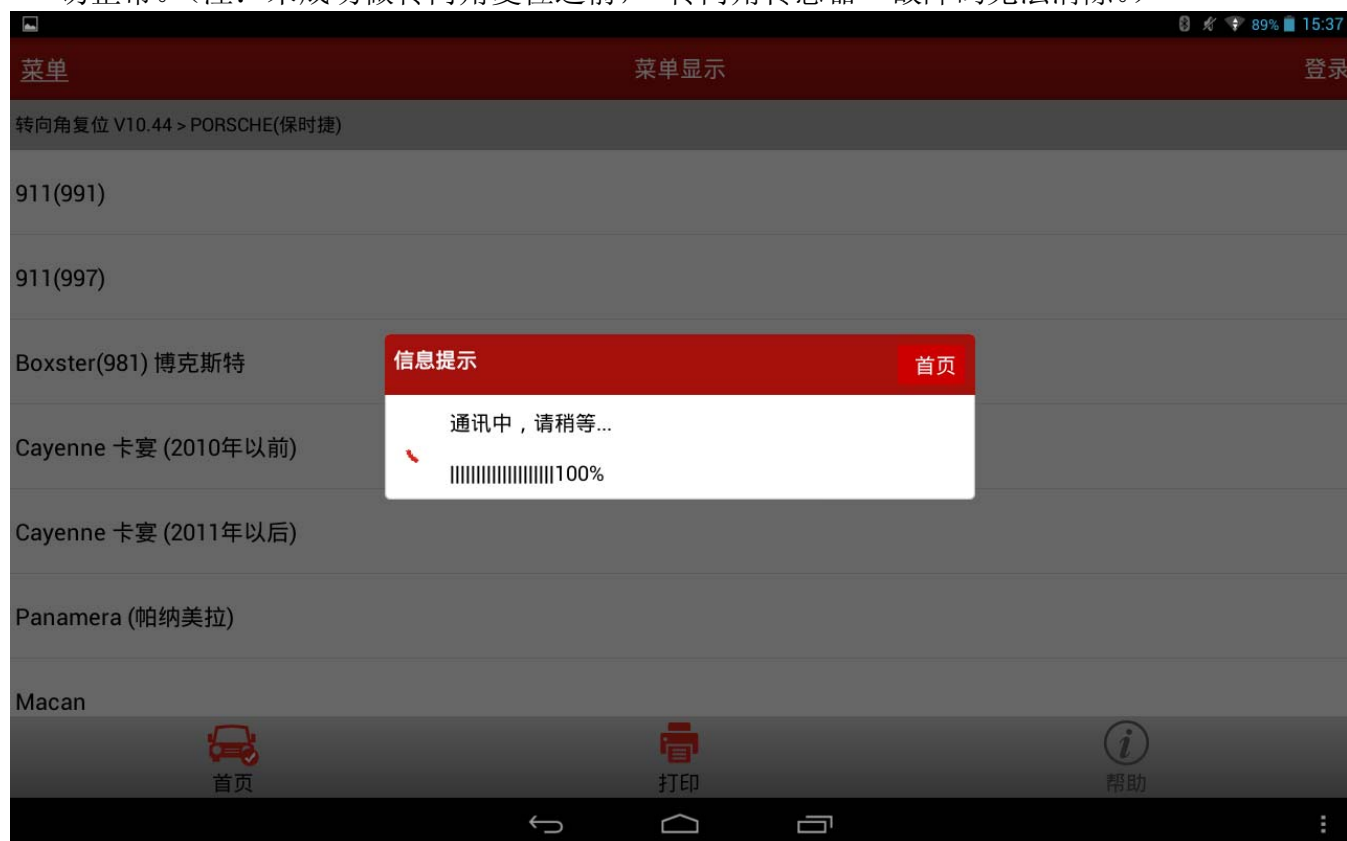 89% 15:37
菜单 菜单显示 登录
转向角复位 V10.44 > PORSCHE(保时捷)
911(991)
911(997)
Boxster(981) 博克斯特
信息提示 首页
通讯中，请稍等...
||||||||||||||||||||100%
Cayenne 卡宴 (2010年以前)
Cayenne 卡宴 (2011年以后)
Panamera (帕纳美拉)
Macan
首页 打印 帮助